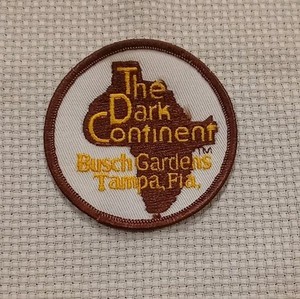 The
Dark
Continent
TM
Busch Gardens
Tampa, Fla.